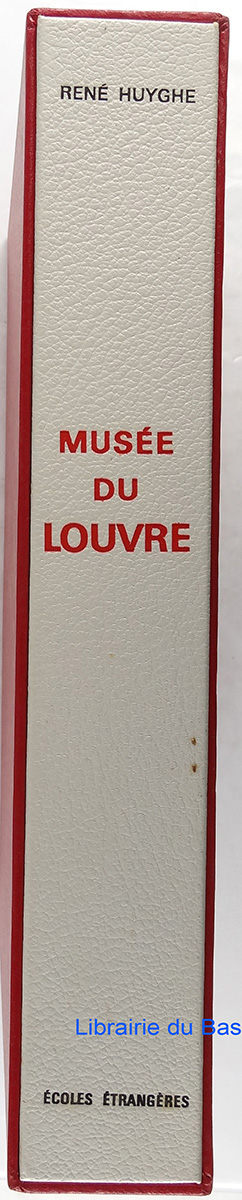 RENÉ HUYGHE
MUSÉE
DU
LOUVRE
Librairie du Bas
ÉCOLES ÉTRANGÈRES